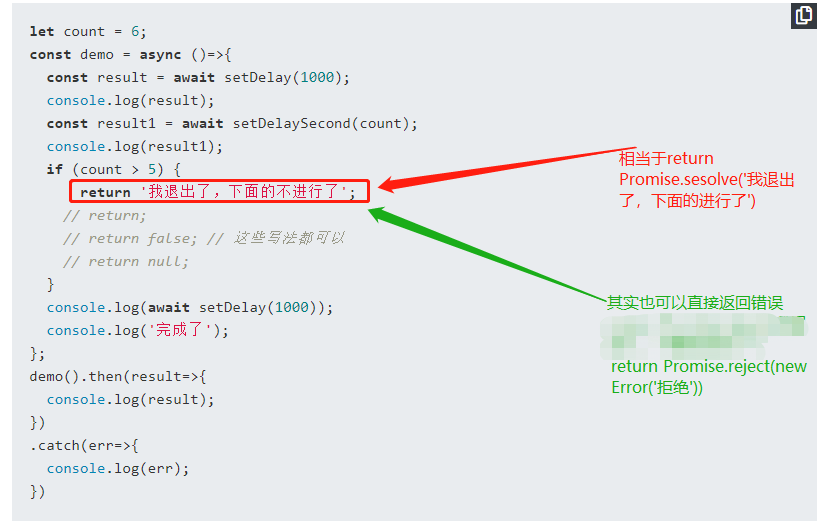 let count = 6;
const demo = async ()=>{
const result = await setDelay(1000);
console.log(result);
const result1 = await setDelaySecond(count);
console.log(result1);
if (count > 5) {
return '我退出了，下面的不进行了';
// return;
// return false; // 这些写法都可以
// return null;
}
console.log(await setDelay(1000));
console.log('完成了');
};
demo().then(result=>{
console.log(result);
})
.catch(err=>{
console.log(err);
})
相当于return
Promise.sesolve('我退出
了，下面的进行了')
其实也可以直接返回错误
return Promise.reject(new
Error('拒绝'))